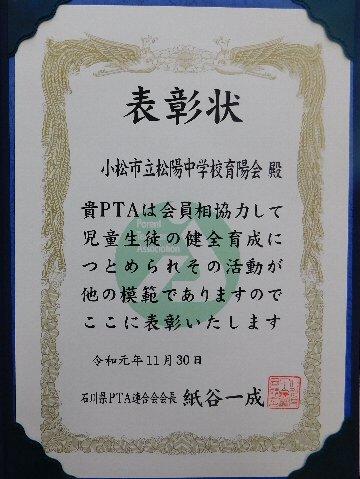 表彰状
小松市立松陽中学校育陽会 殿
貴PTAは会員相協力して
児童生徒の健全育成に
つとめられその活動が
他の模範でありますので
ここに表彰いたします
令和元年11月30日
石川県PTA連合会会長 紙谷一成
Parent
Association